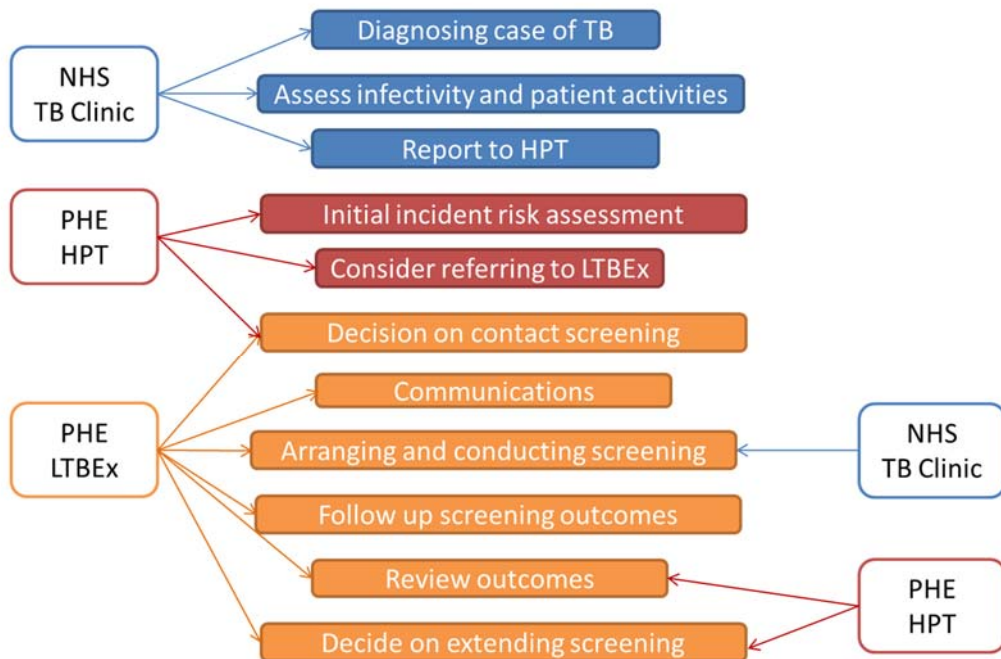 Diagnosing case of TB
NHS
TB Clinic
Assess infectivity and patient activities
Report to HPT
PHE
HPT
Initial incident risk assessment
Consider referring to LTBEx
Decision on contact screening
Communications
PHE
LTBEx
Arranging and conducting screening
NHS
TB Clinic
Follow up screening outcomes
Review outcomes
PHE
HPT
Decide on extending screening